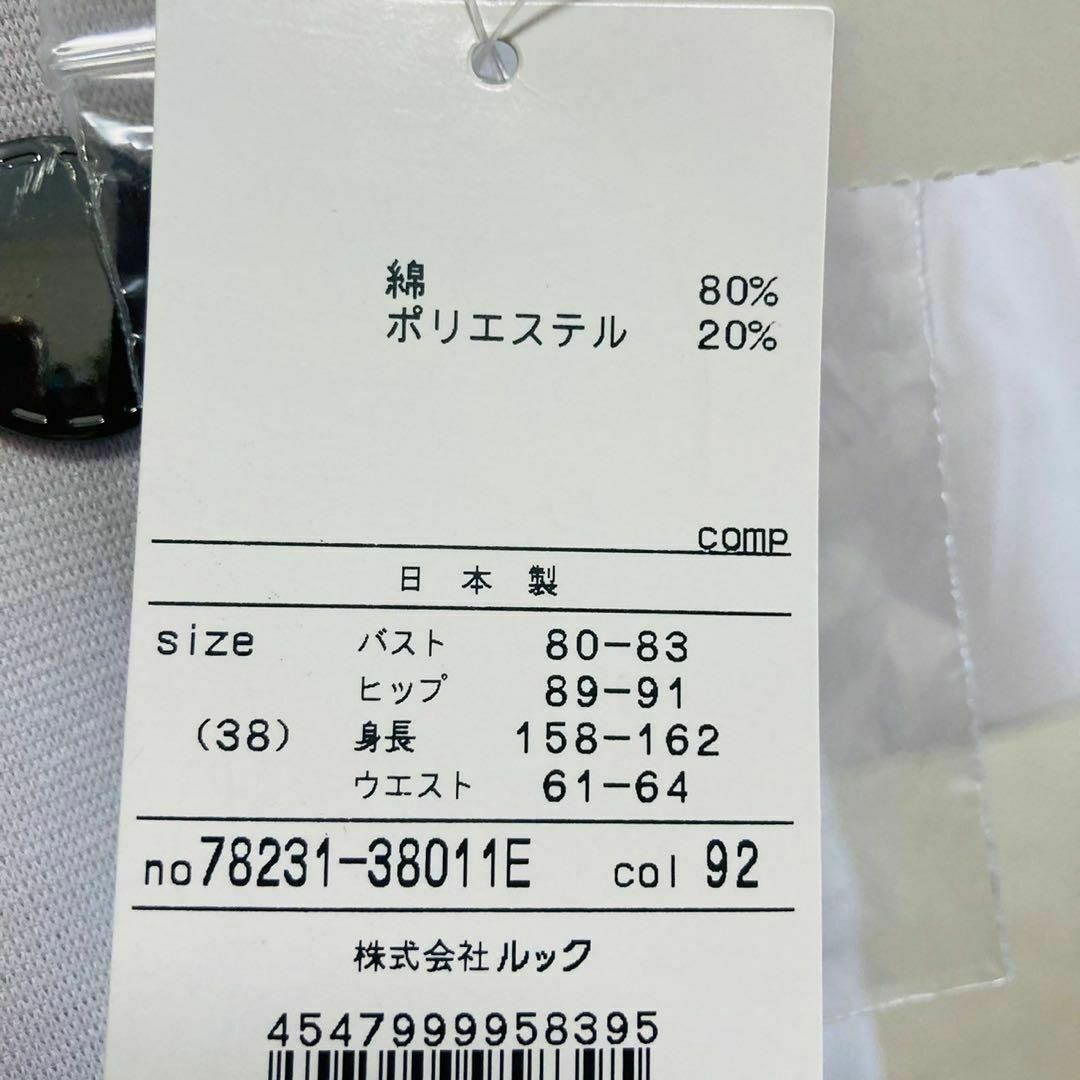 綿 80%
ポリエステル 20%
comp
日本製
size バスト 80-83
ヒップ 89-91
(38) 身長 158-162
ウエスト 61-64
no 78231-38011E col 92
株式会社ルック
4547999958395